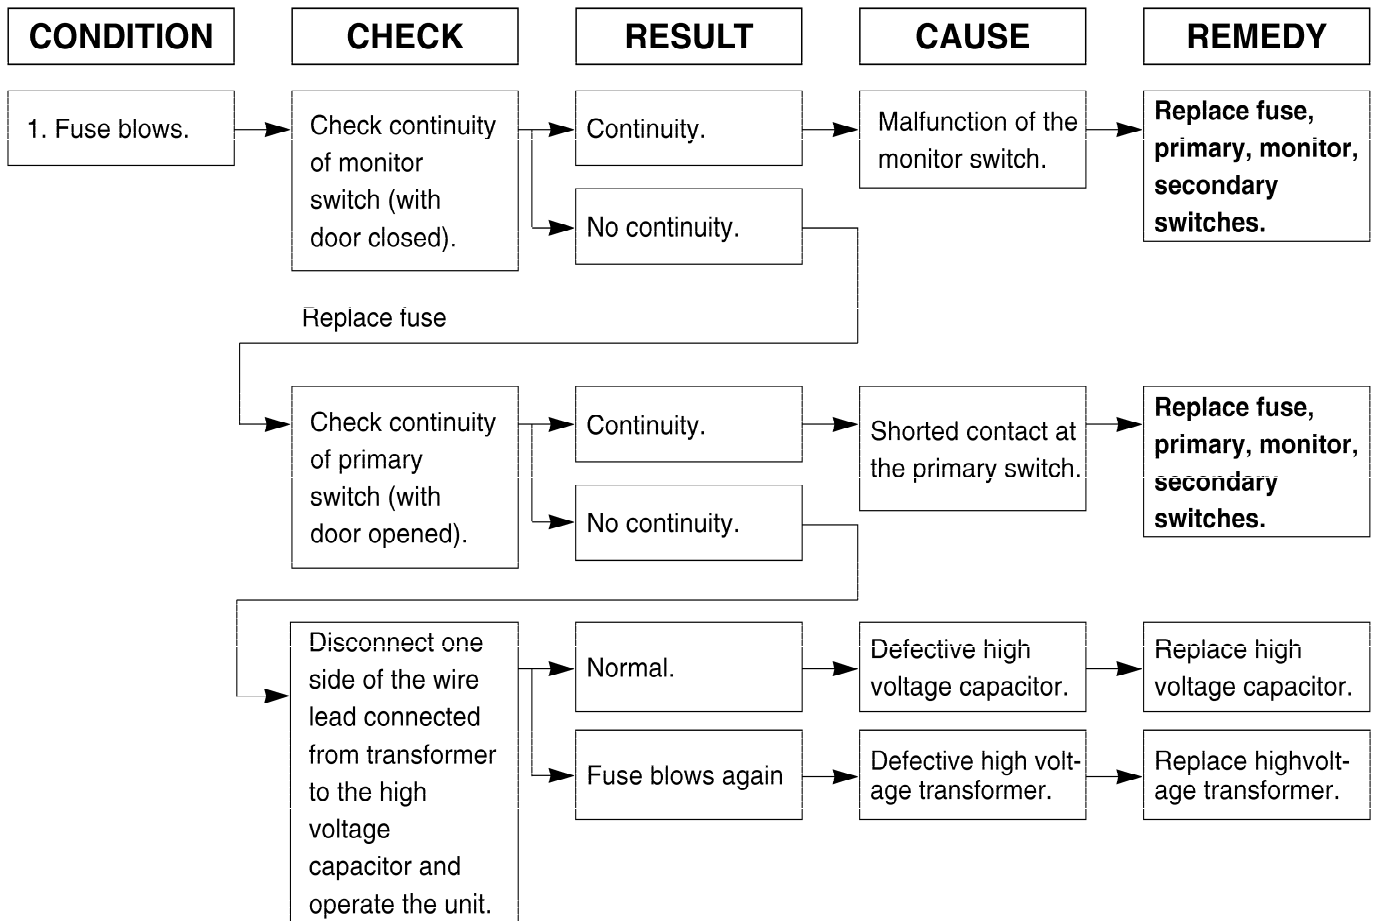 CONDITION
CHECK
RESULT
CAUSE
REMEDY
1. Fuse blows.
Check continuity
of monitor
switch (with
door closed).
Continuity.
Malfunction of the
monitor switch.
Replace fuse,
primary, monitor,
secondary
switches.
No continuity.
Replace fuse
Check continuity
of primary
switch (with
door opened).
Continuity.
Shorted contact at
the primary switch.
Replace fuse,
primary, monitor,
secondary
switches.
No continuity.
Disconnect one
side of the wire
lead connected
from transformer
to the high
voltage
capacitor and
operate the unit.
Normal.
Defective high
voltage capacitor.
Replace high
voltage capacitor.
Fuse blows again
Defective high volt-
age transformer.
Replace highvolt-
age transformer.